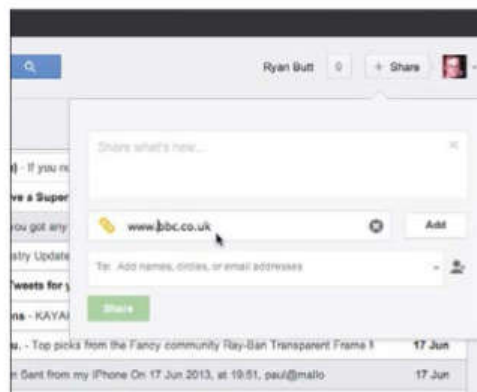 Ryan Butt 0 + Share
Share what's new...
) - If you no
ve a Super
www.bbc.co.uk Add
you got any
stry Update
To: Add names, circles, or email addresses
Tweets for y
Share
ns - KAYA
u. - Top picks from the Fancy community Ray-Ban Transparent Frame 17 Jun
n Sent from my iPhone On 17 Jun 2013, at 19:51, paul@mallo 17 Jun